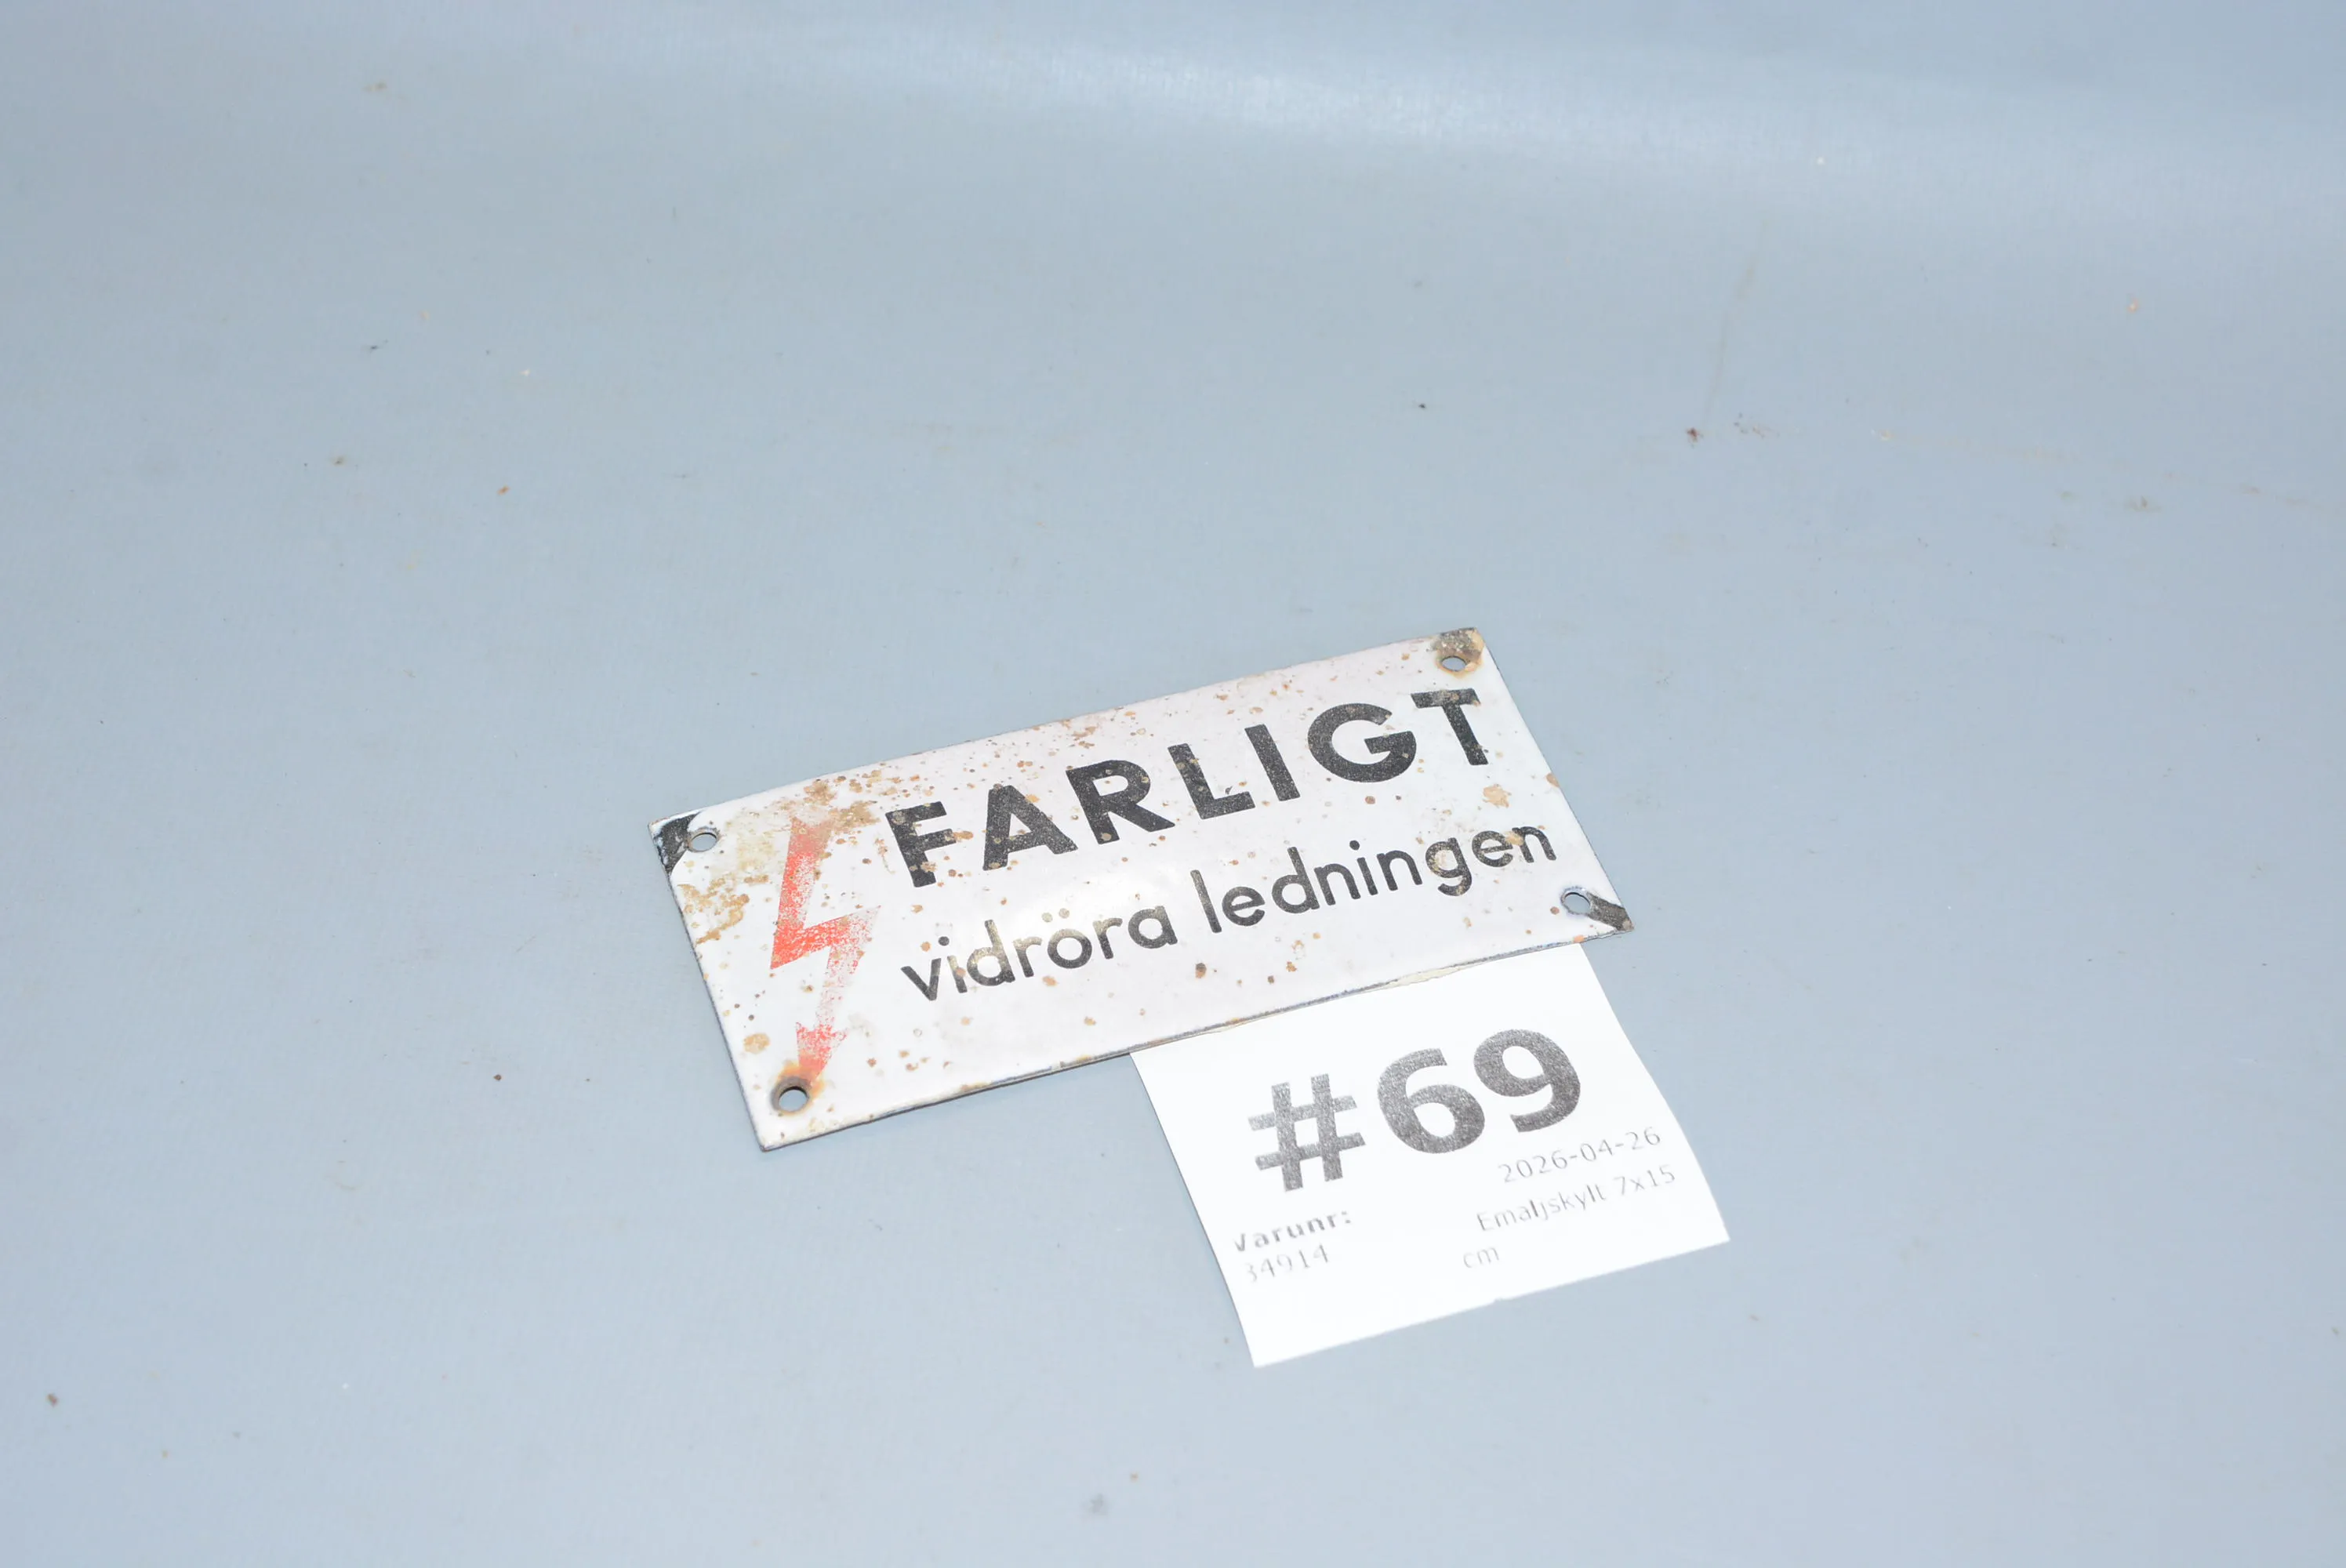 FARLIGT
vidröra ledningen
#69
2026-04-26
Varunr:
34914
Emaljskylt 7x15
cm